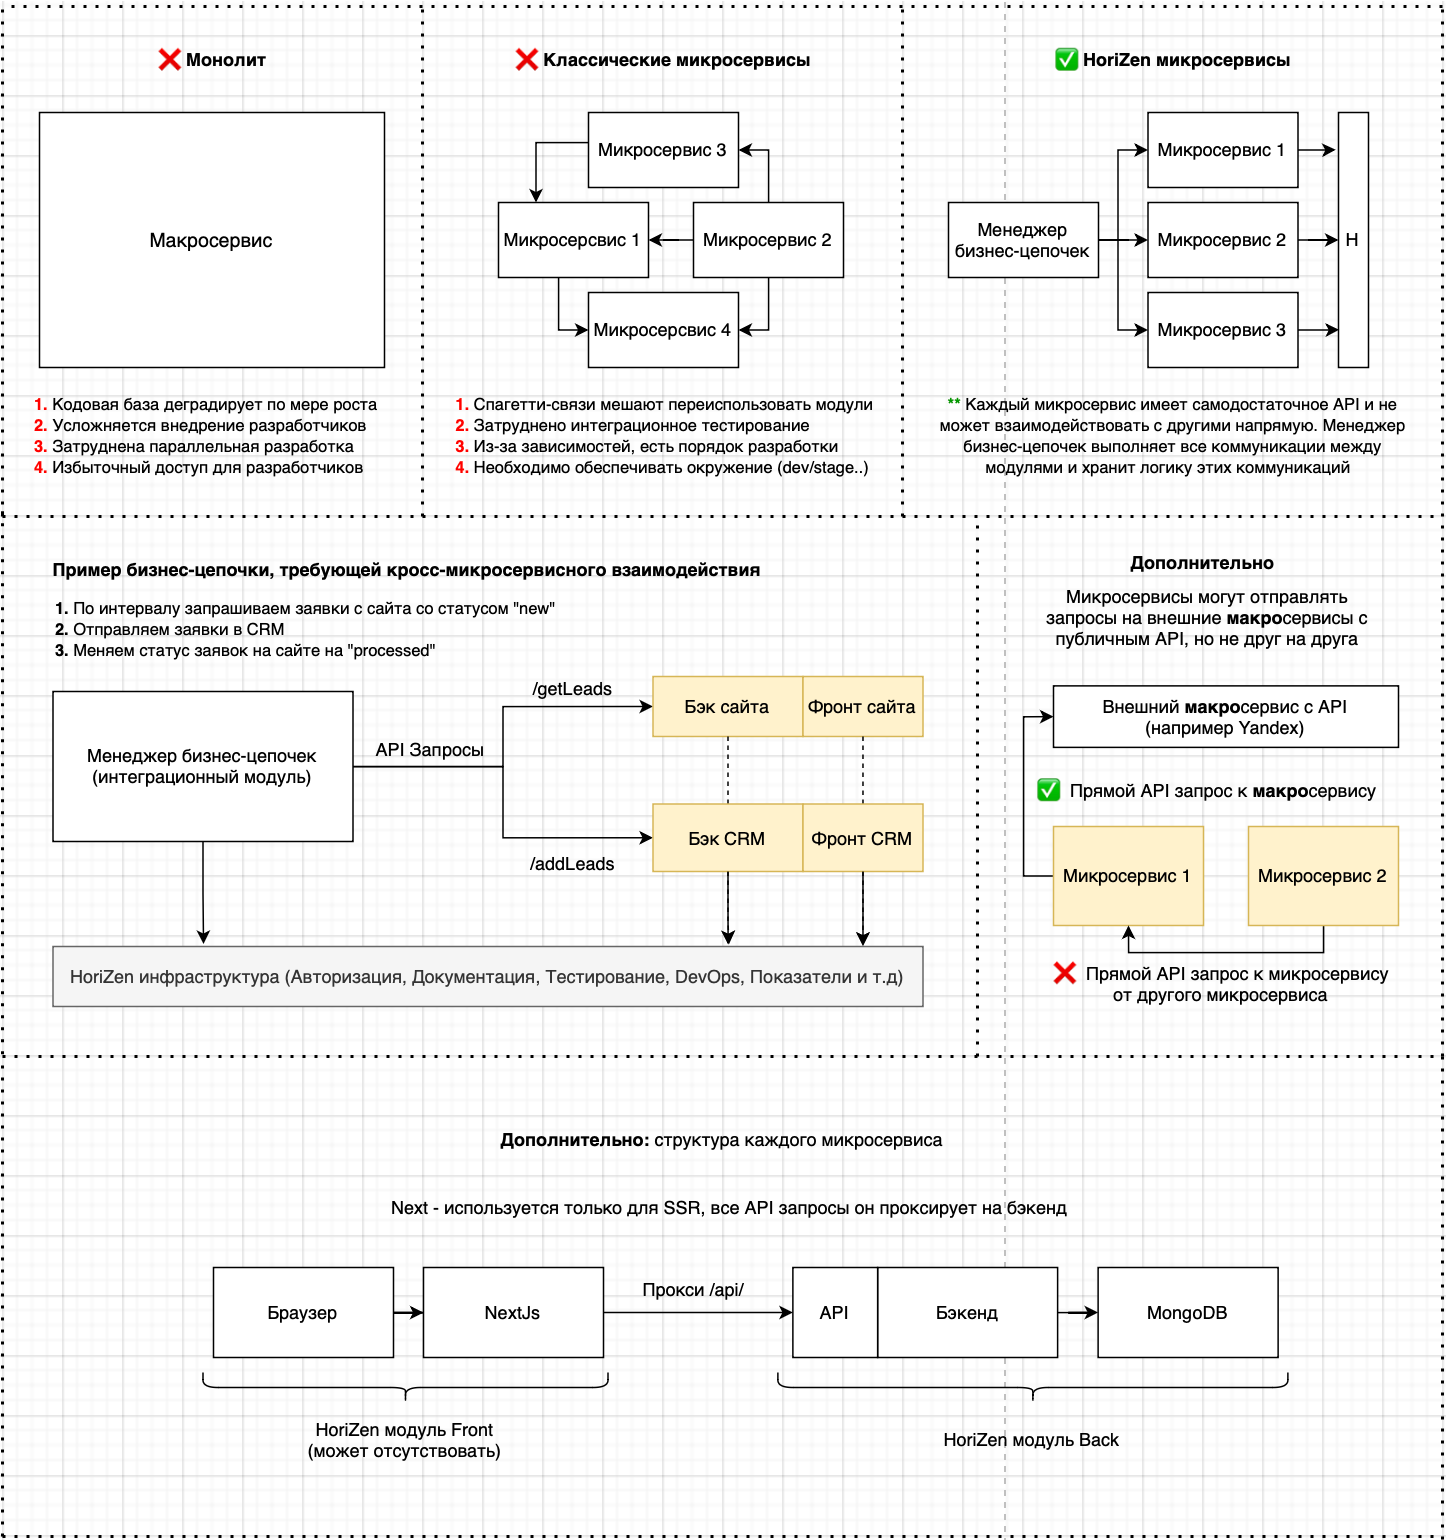 ❌ Монолит
Макросервис
1. Кодовая база деградирует по мере роста
2. Усложняется внедрение разработчиков
3. Затруднена параллельная разработка
4. Избыточный доступ для разработчиков
❌ Классические микросервисы
Микросервис 3
Микросерсвис 1
Микросервис 2
Микросерсвис 4
1. Спагетти-связи мешают переиспользовать модули
2. Затруднено интеграционное тестирование
3. Из-за зависимостей, есть порядок разработки
4. Необходимо обеспечивать окружение (dev/stage..)
✅ HoriZen микросервисы
Микросервис 1
Менеджер
бизнес-цепочек
Микросервис 2
H
Микросервис 3
** Каждый микросервис имеет самодостаточное API и не
может взаимодействовать с другими напрямую. Менеджер
бизнес-цепочек выполняет все коммуникации между
модулями и хранит логику этих коммуникаций
Пример бизнес-цепочки, требующей кросс-микросервисного взаимодействия
1. По интервалу запрашиваем заявки с сайта со статусом "new"
2. Отправляем заявки в CRM
3. Меняем статус заявок на сайте на "processed"
Менеджер бизнес-цепочек
(интеграционный модуль)
API Запросы
/getLeads
Бэк сайта
Фронт сайта
/addLeads
Бэк CRM
Фронт CRM
HoriZen инфраструктура (Авторизация, Документация, Тестирование, DevOps, Показатели и т.д)
Дополнительно
Микросервисы могут отправлять
запросы на внешние макросервисы с
публичным API, но не друг на друга
Внешний макросервис с API
(например Yandex)
✅ Прямой API запрос к макросервису
Микросервис 1
Микросервис 2
❌ Прямой API запрос к микросервису
от другого микросервиса
Дополнительно: структура каждого микросервиса
Next - используется только для SSR, все API запросы он проксирует на бэкенд
Браузер
NextJs
Прокси /api/
API
Бэкенд
MongoDB
HoriZen модуль Front
(может отсутствовать)
HoriZen модуль Back